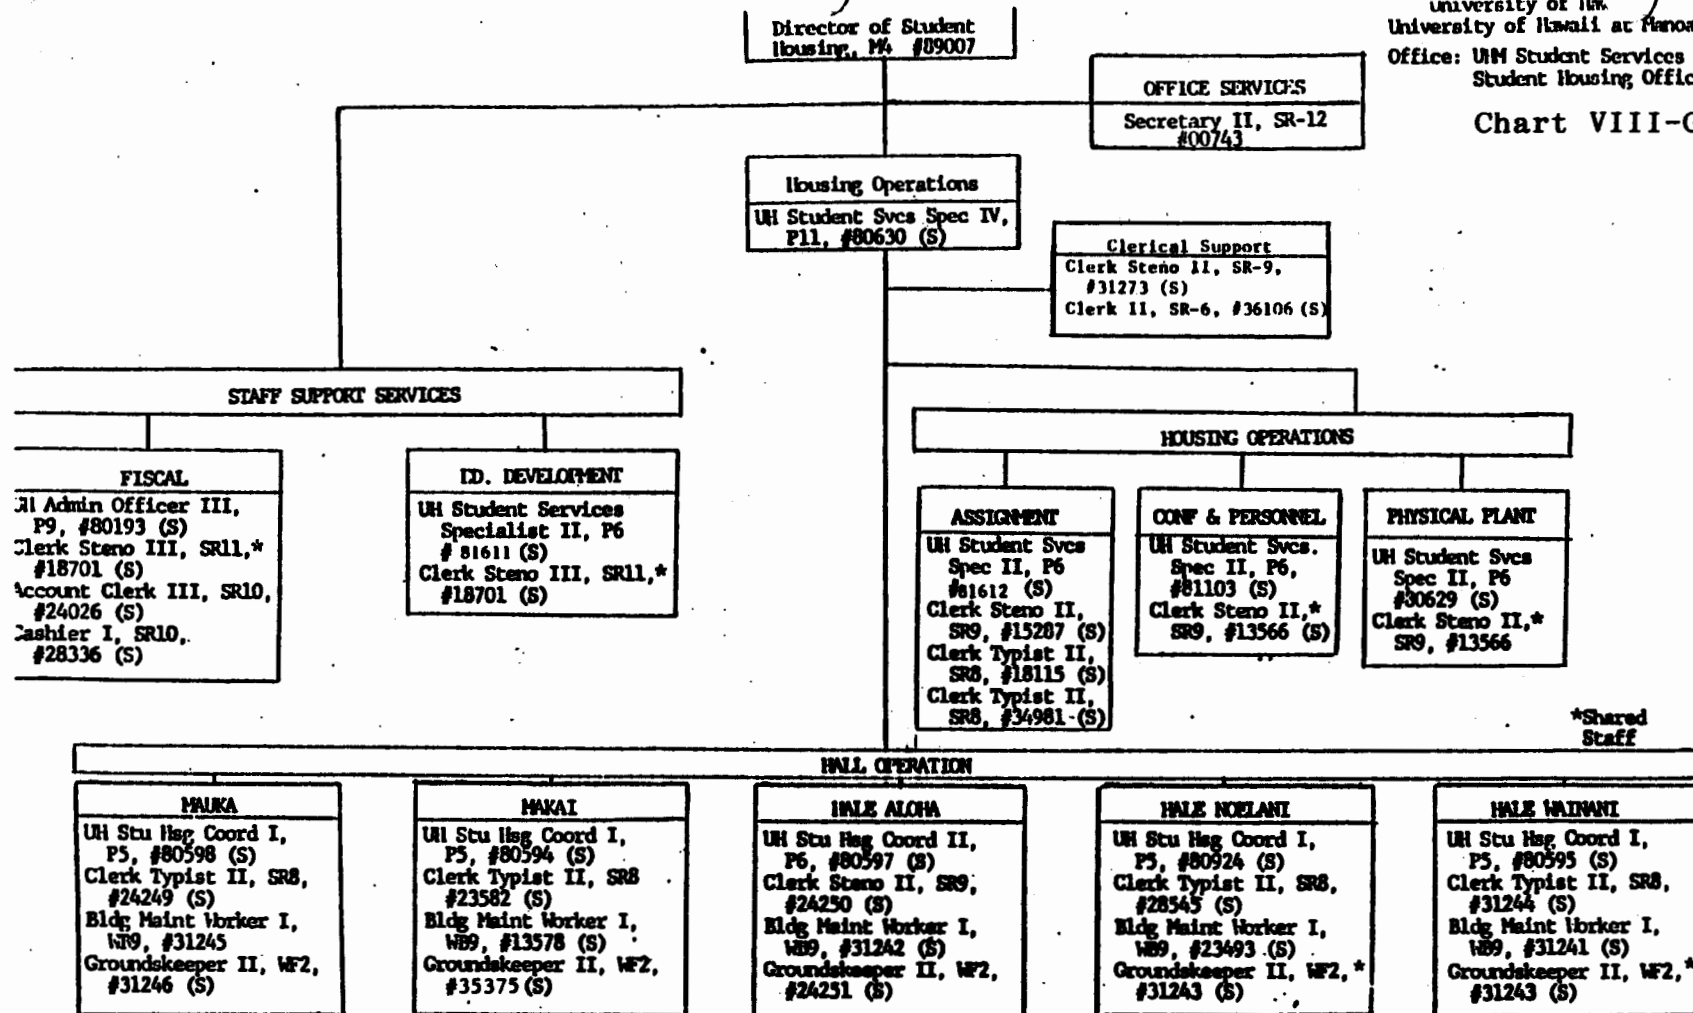 Director of Student
Housing, M4 #89007
University of
University of Hawaii at Manoa
Office: UHM Student Services
Student Housing Offic
Chart VIII-
OFFICE SERVICES
Secretary II, SR-12
#00743
Housing Operations
UH Student Svcs Spec IV,
P11, #80630 (S)
Clerical Support
Clerk Steno II, SR-9,
#31273 (S)
Clerk II, SR-6, #36106 (S)
STAFF SUPPORT SERVICES
FISCAL
Admin Officer III,
P9, #80193 (S)
Clerk Steno III, SR11,*
#18701 (S)
Account Clerk III, SR10,
#24026 (S)
Cashier I, SR10,
#28336 (S)
DEVELOPMENT
UH Student Services
Specialist II, P6
# 81611 (S)
Clerk Steno III, SR11,*
#18701 (S)
HOUSING OPERATIONS
ASSIGNMENT
UH Student Svcs
Spec II, P6
#81612 (S)
Clerk Steno II,
SR9, #15207 (S)
Clerk Typist II,
SR8, #18115 (S)
Clerk Typist II,
SR8, #34981 (S)
CONF & PERSONNEL
UH Student Svcs.
Spec II, P6,
#81103 (S)
Clerk Steno II,*
SR9, #13566 (S)
PHYSICAL PLANT
UH Student Svcs
Spec II, P6
#80629 (S)
Clerk Steno II,*
SR9, #13566
*Shared
Staff
HALL OPERATION
MAUKA
UH Stu Hsg Coord I,
P5, #80598 (S)
Clerk Typist II, SR8,
#24249 (S)
Bldg Maint Worker I,
WB9, #31245
Groundskeeper II, WF2,
#31246 (S)
MAKAI
UH Stu Hsg Coord I,
P5, #80594 (S)
Clerk Typist II, SR8
#23582 (S)
Bldg Maint Worker I,
WB9, #13578 (S)
Groundskeeper II, WF2,
#35375 (S)
HALE ALOHA
UH Stu Hsg Coord II,
P6, #80597 (S)
Clerk Steno II, SR9,
#24250 (S)
Bldg Maint Worker I,
WB9, #31242 (S)
Groundskeeper II, WF2,
#24251 (S)
HALE NOELANI
UH Stu Hsg Coord I,
P5, #80924 (S)
Clerk Typist II, SR8,
#28545 (S)
Bldg Maint Worker I,
WB9, #23493 (S)
Groundskeeper II, WF2,*
#31243 (S)
HALE WAINANI
UH Stu Hsg Coord I,
P5, #80595 (S)
Clerk Typist II, SR8,
#31244 (S)
Bldg Maint Worker I,
WB9, #31241 (S)
Groundskeeper II, WF2,*
#31243 (S)